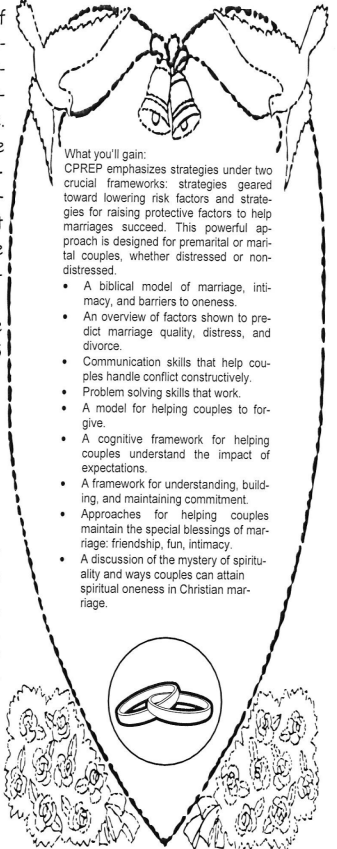 What you'll gain:
CPREP emphasizes strategies under two
crucial frameworks: strategies geared
toward lowering risk factors and strate-
gies for raising protective factors to help
marriages succeed. This powerful ap-
proach is designed for premarital or mari-
tal couples, whether distressed or non-
distressed.
• A biblical model of marriage, inti-
macy, and barriers to oneness.
• An overview of factors shown to pre-
dict marriage quality, distress, and
divorce.
• Communication skills that help cou-
ples handle conflict constructively.
• Problem solving skills that work.
• A model for helping couples to for-
give.
• A cognitive framework for helping
couples understand the impact of
expectations.
• A framework for understanding, build-
ing, and maintaining commitment.
• Approaches for helping couples
maintain the special blessings of mar-
riage: friendship, fun, intimacy.
• A discussion of the mystery of spiritu-
ality and ways couples can attain
spiritual oneness in Christian mar-
riage.